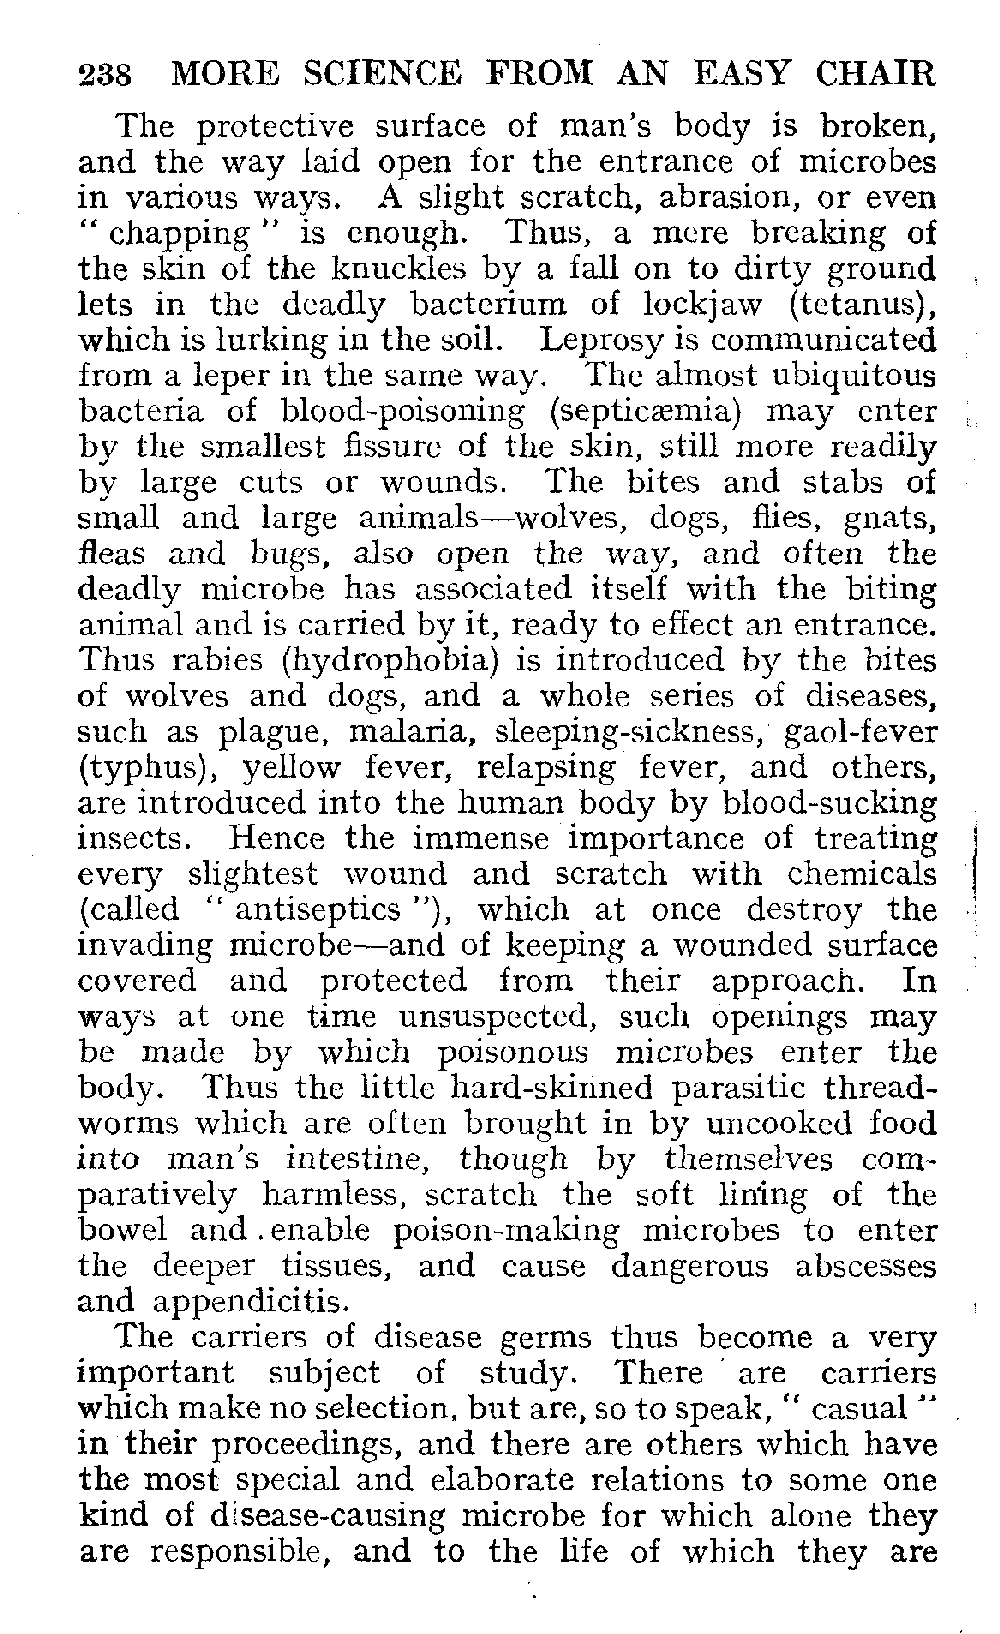 238 MORE SCIENCE FROM AN EASY CHAIR
The protective surface of man's body is broken,
and the way laid open for the entrance of microbes
in various ways. A slight scratch, abrasion, or even
" chapping " is enough. Thus, a mere breaking of
the skin of the knuckles by a fall on to dirty ground
lets in the deadly bacterium of lockjaw (tetanus),
which is lurking in the soil. Leprosy is communicated
from a leper in the same way. The almost ubiquitous
bacteria of blood-poisoning (septicæmia) may enter
by the smallest fissure of the skin, still more readily
by large cuts or wounds. The bites and stabs of
small and large animals—wolves, dogs, flies, gnats,
fleas and bugs, also open the way, and often the
deadly microbe has associated itself with the biting
animal and is carried by it, ready to effect an entrance.
Thus rabies (hydrophobia) is introduced by the bites
of wolves and dogs, and a whole series of diseases,
such as plague, malaria, sleeping-sickness, gaol-fever
(typhus), yellow fever, relapsing fever, and others,
are introduced into the human body by blood-sucking
insects. Hence the immense importance of treating
every slightest wound and scratch with chemicals
(called " antiseptics "), which at once destroy the
invading microbe—and of keeping a wounded surface
covered and protected from their approach. In
ways at one time unsuspected, such openings may
be made by which poisonous microbes enter the
body. Thus the little hard-skinned parasitic thread-
worms which are often brought in by uncooked food
into man's intestine, though by themselves com-
paratively harmless, scratch the soft lining of the
bowel and enable poison-making microbes to enter
the deeper tissues, and cause dangerous abscesses
and appendicitis.
The carriers of disease germs thus become a very
important subject of study. There are carriers
which make no selection, but are, so to speak, " casual "
in their proceedings, and there are others which have
the most special and elaborate relations to some one
kind of disease-causing microbe for which alone they
are responsible, and to the life of which they are